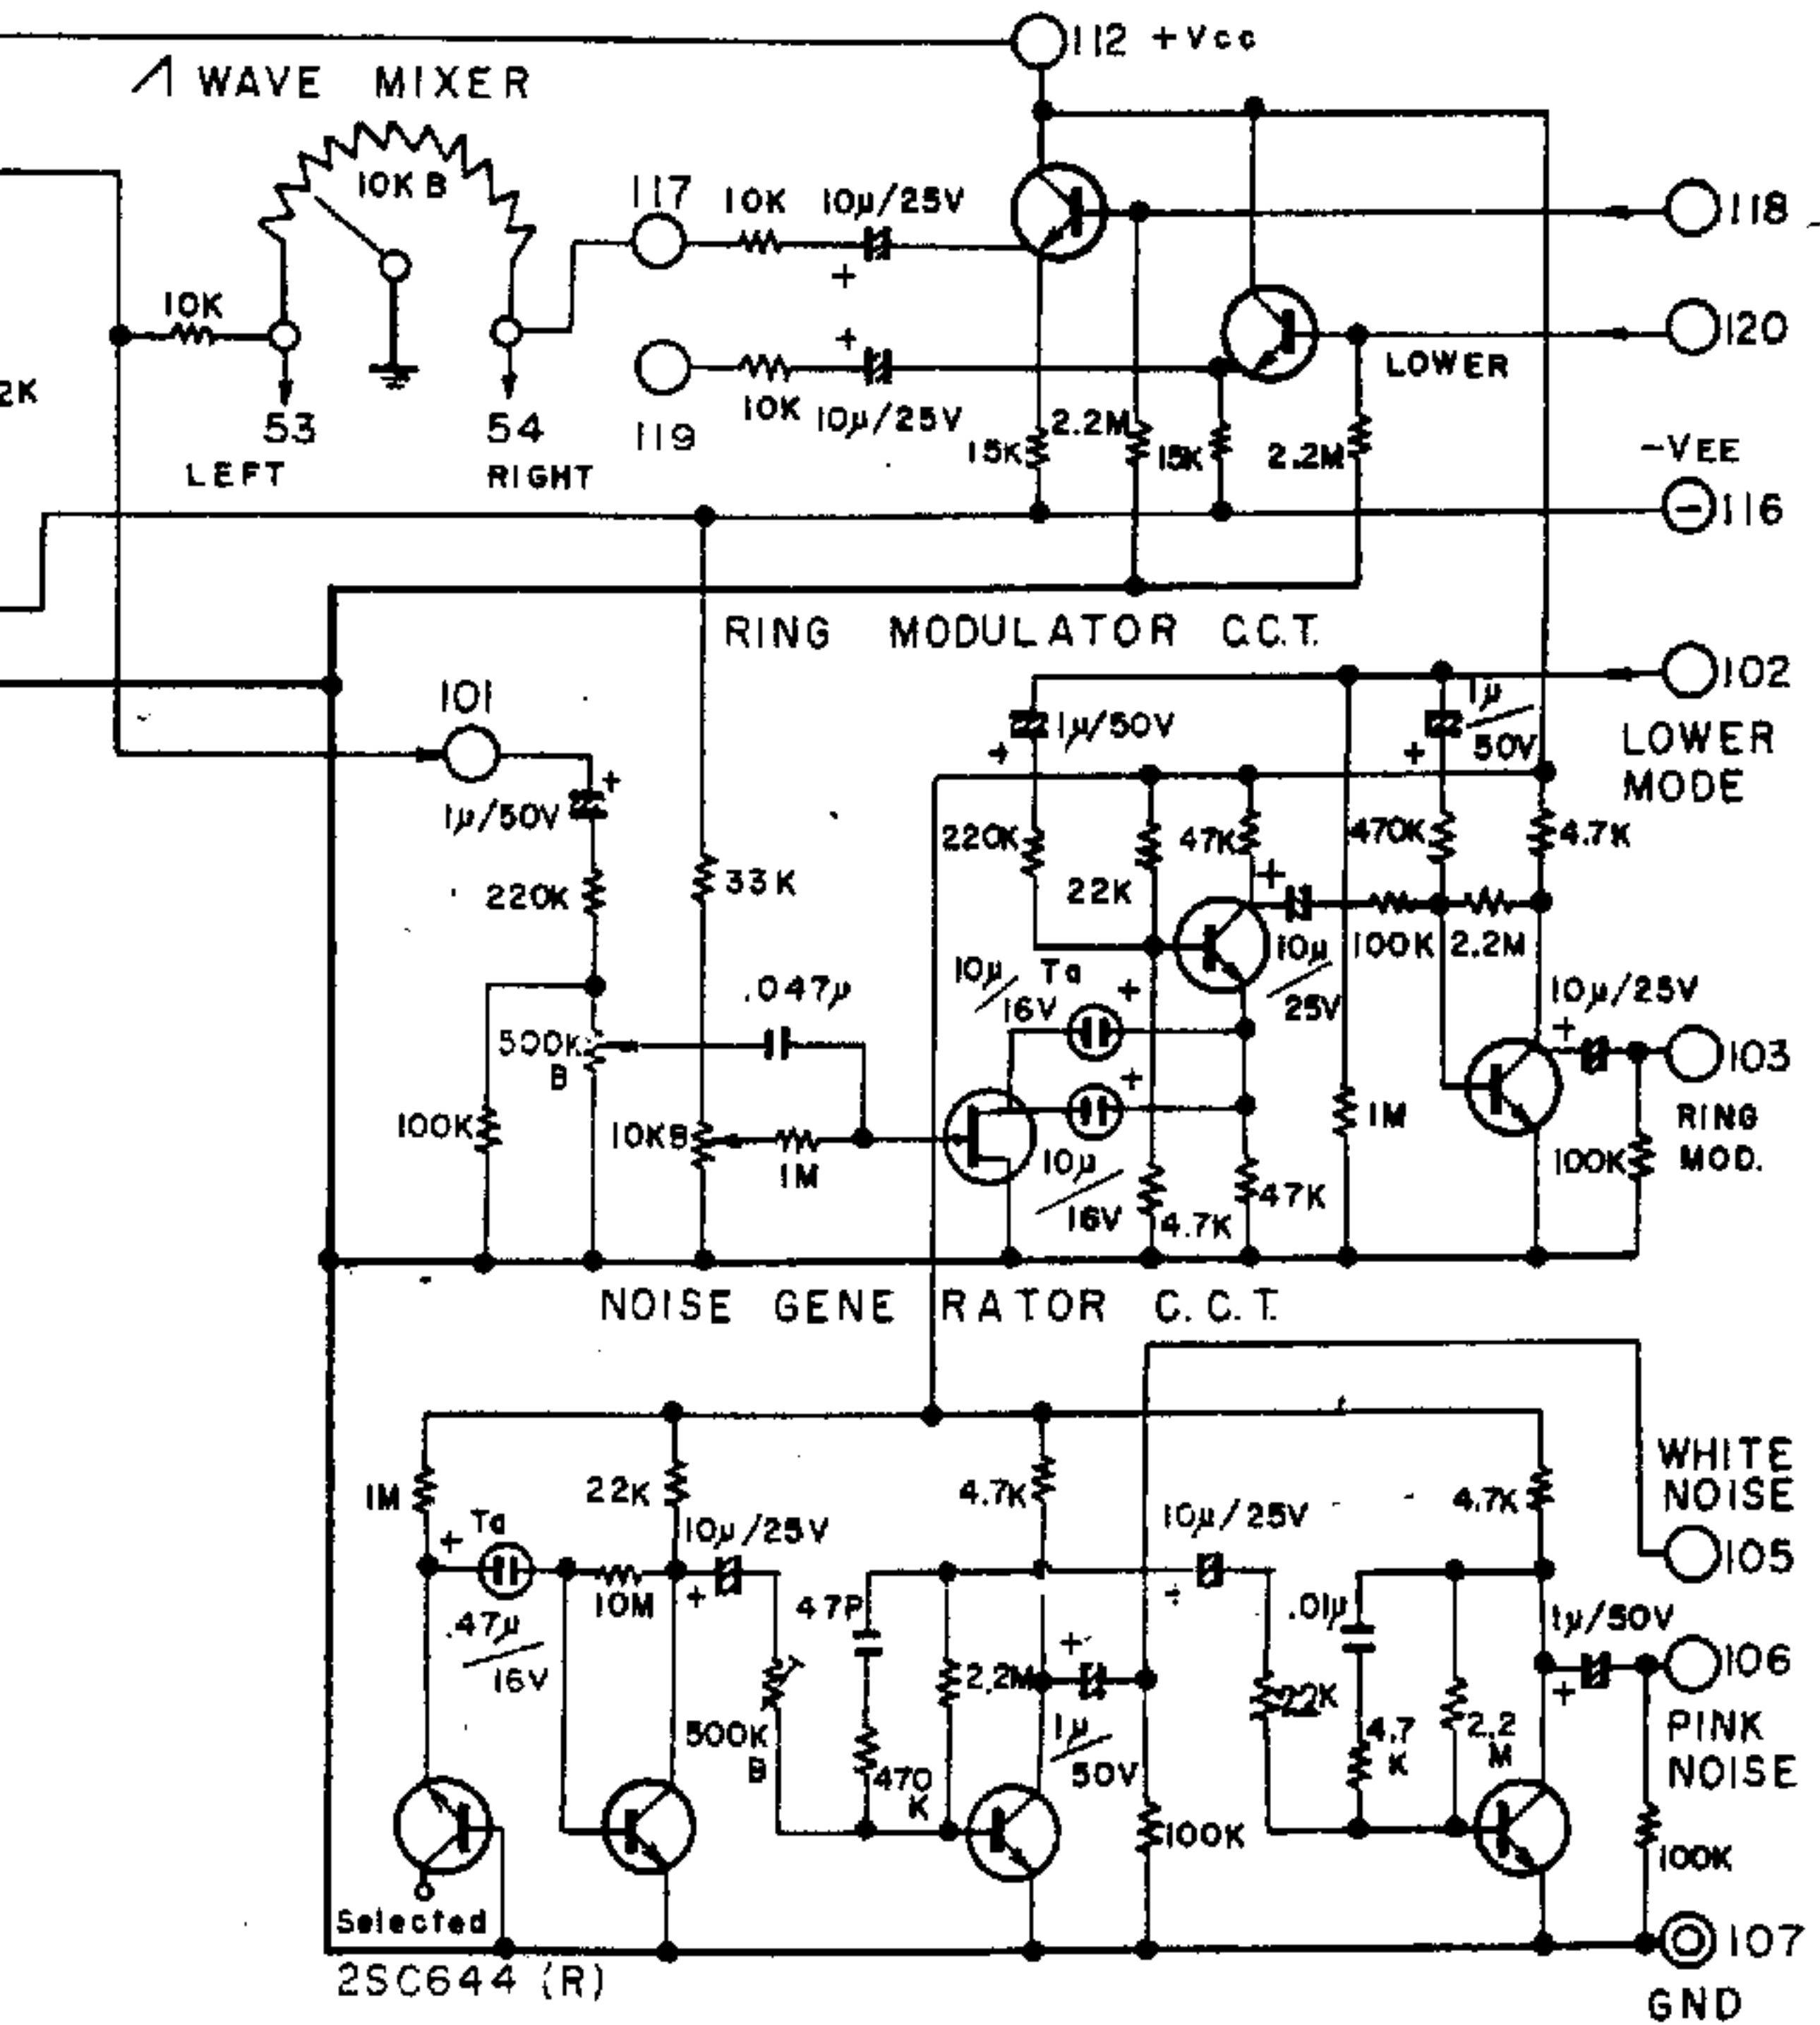 112 +Vcc
WAVE MIXER
10K B
117
10K
10µ/25V
+
118
10K
+
120
LOWER
2K
53
LEFT
54
RIGHT
119
10K
10µ/25V
15K
2.2M
15K
2.2M
-VEE
116
RING MODULATOR C.C.T.
102
LOWER
MODE
101
1µ/50V
+
1µ/50V
+
1µ/
50V
+
220K
33K
220K
22K
47K
470K
4.7K
+
10µ/
25V
100K
2.2M
.047µ
10µ/
16V
Ta
+
10µ/25V
+
103
RING
MOD.
500K
B
100K
10KB
1M
+
10µ/
16V
4.7K
47K
1M
100K
NOISE GENERATOR C.C.T.
WHITE
NOISE
105
1M
22K
4.7K
4.7K
+
Ta
10µ/25V
10µ/25V
.47µ/
16V
10M
+
47P
+
.01µ
1µ/50V
106
PINK
NOISE
500K
B
470
K
2.2M
+
1µ/
50V
22K
4.7
K
2.2
M
+
100K
100K
Selected
2SC644 (R)
107
GND